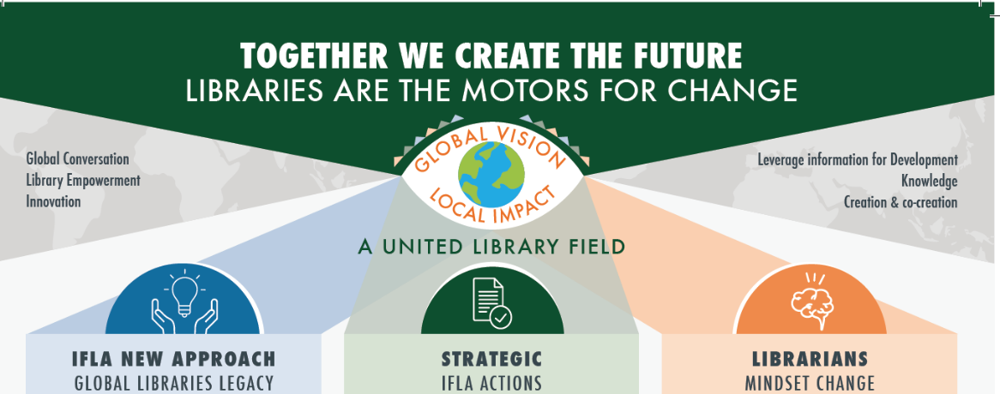 TOGETHER WE CREATE THE FUTURE
LIBRARIES ARE THE MOTORS FOR CHANGE
GLOBAL VISION
LOCAL IMPACT
Global Conversation
Library Empowerment
Innovation
Leverage information for Development
Knowledge
Creation & co-creation
A UNITED LIBRARY FIELD
IFLA NEW APPROACH
GLOBAL LIBRARIES LEGACY
STRATEGIC
IFLA ACTIONS
LIBRARIANS
MINDSET CHANGE